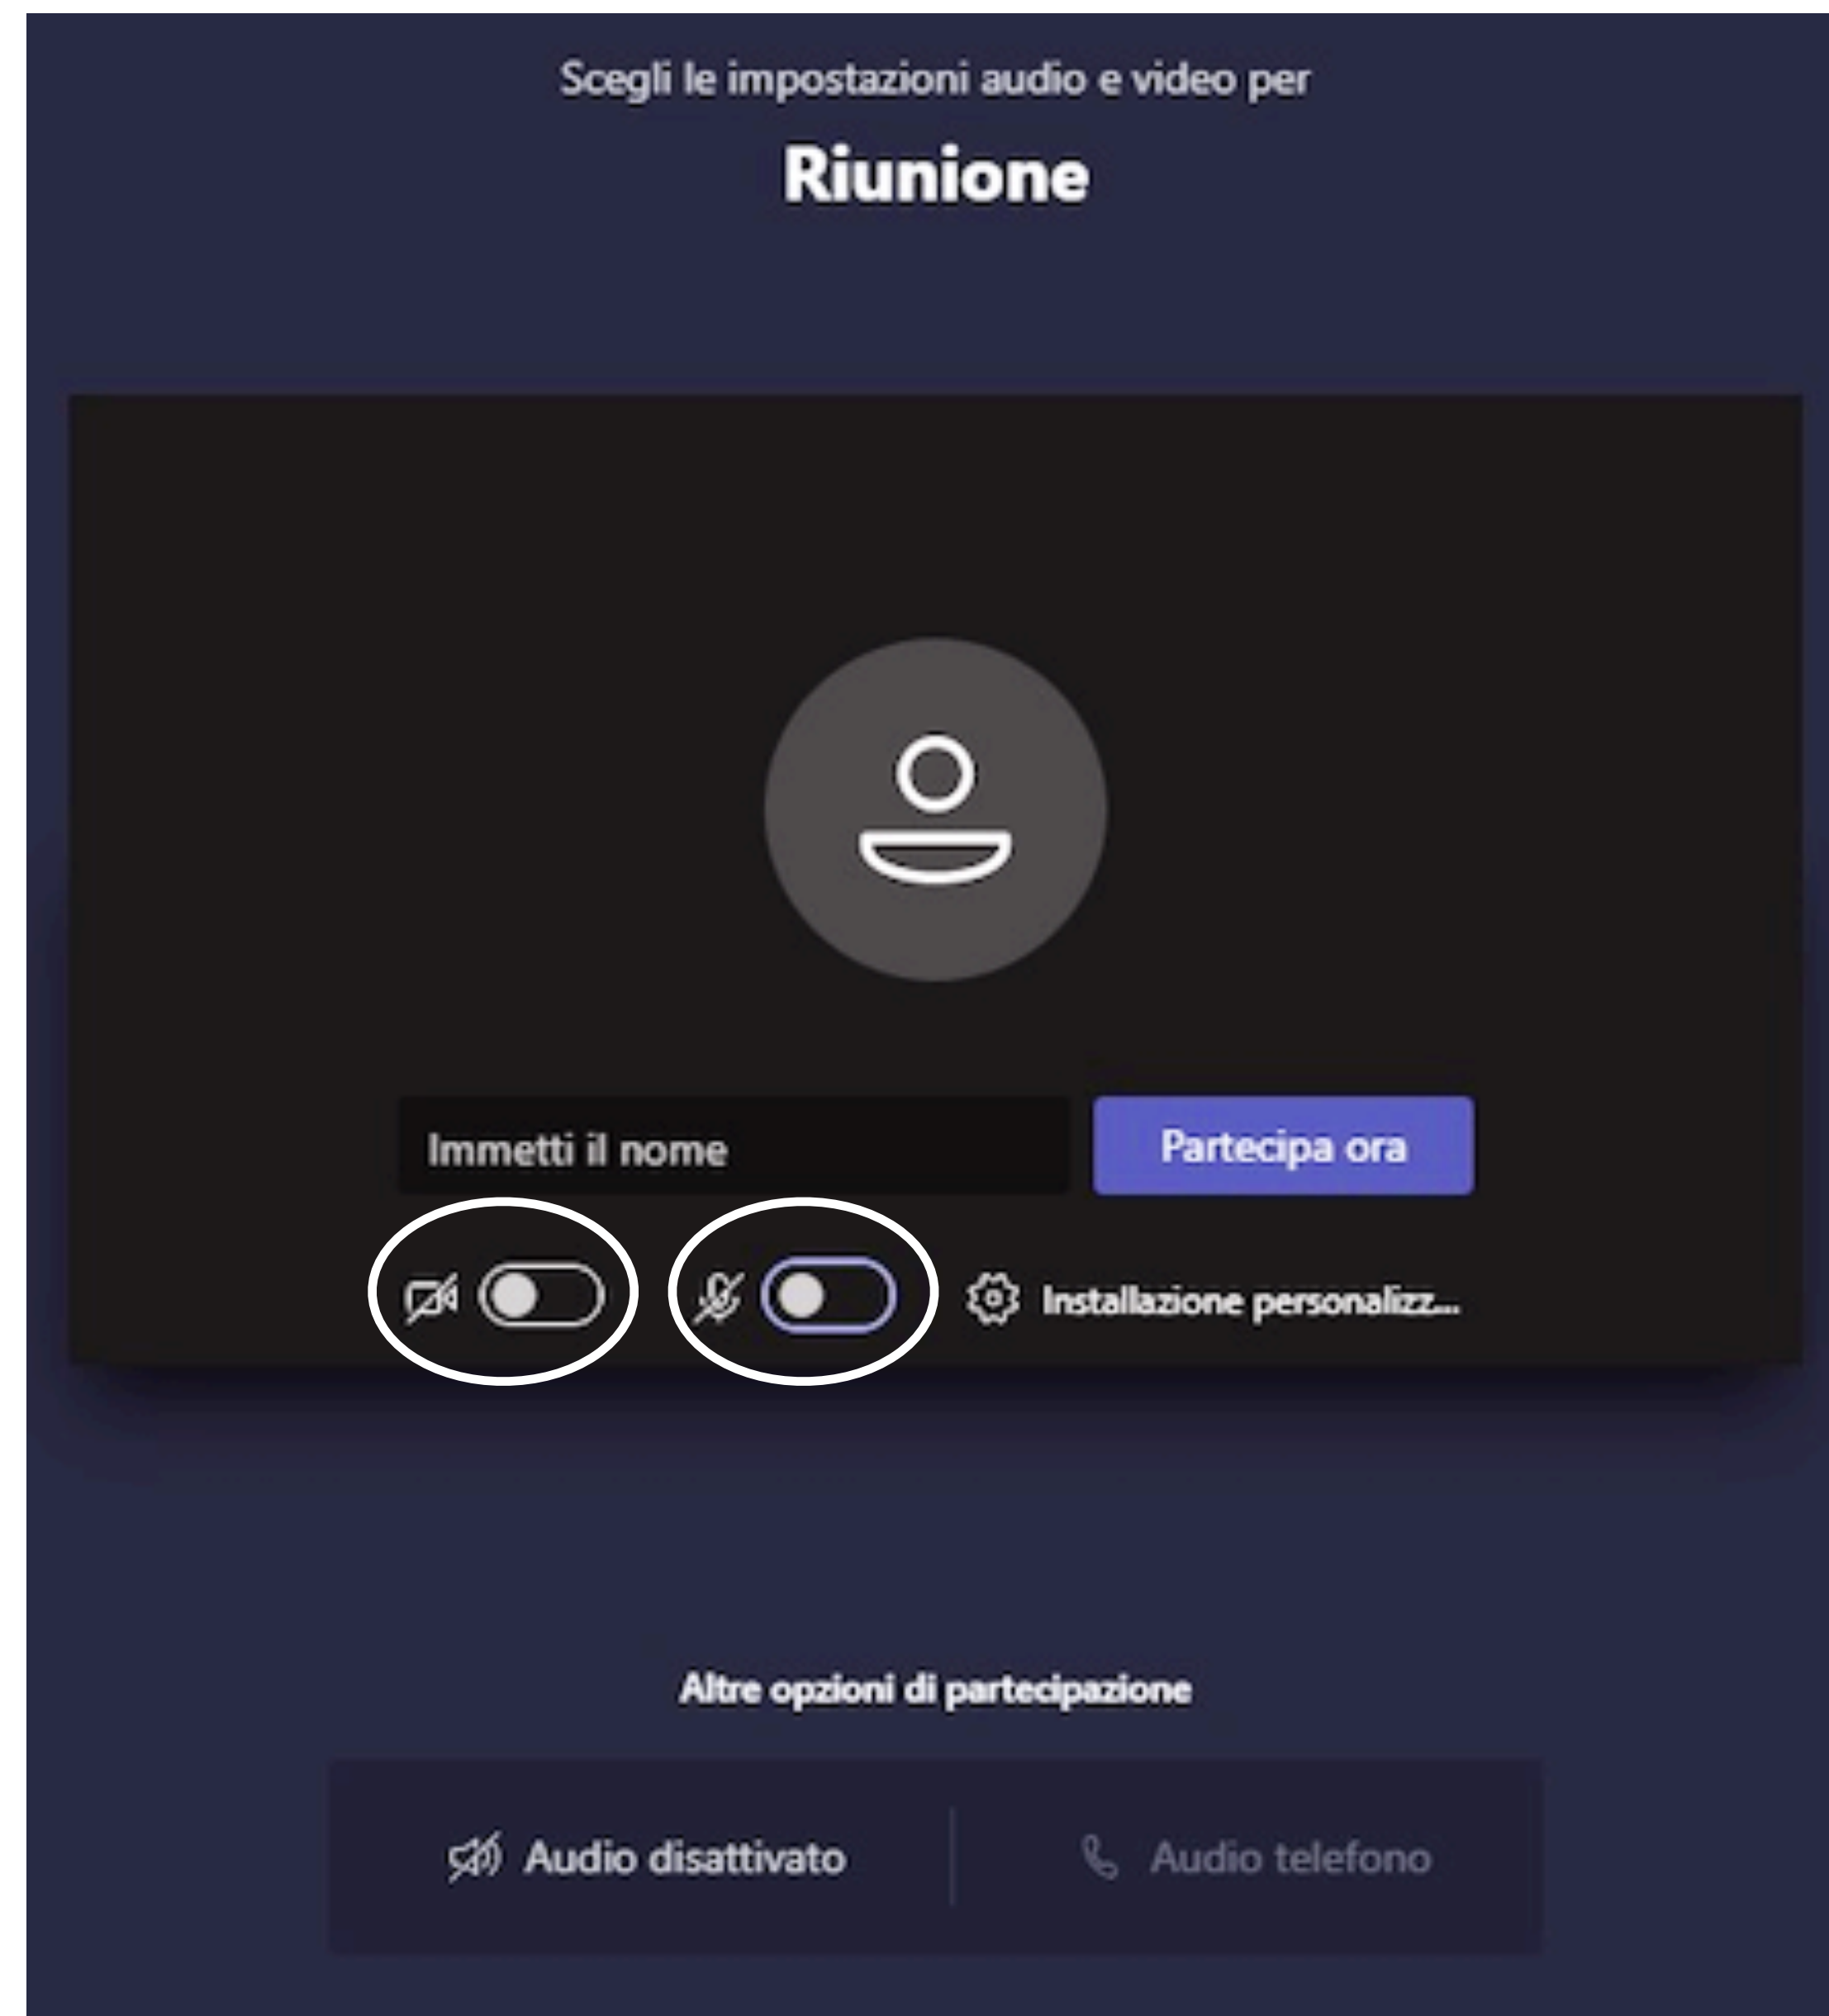 Scegli le impostazioni audio e video per
Riunione
Immetti il nome
Partecipa ora
Installazione personalizz...
Altre opzioni di partecipazione
Audio disattivato
Audio telefono